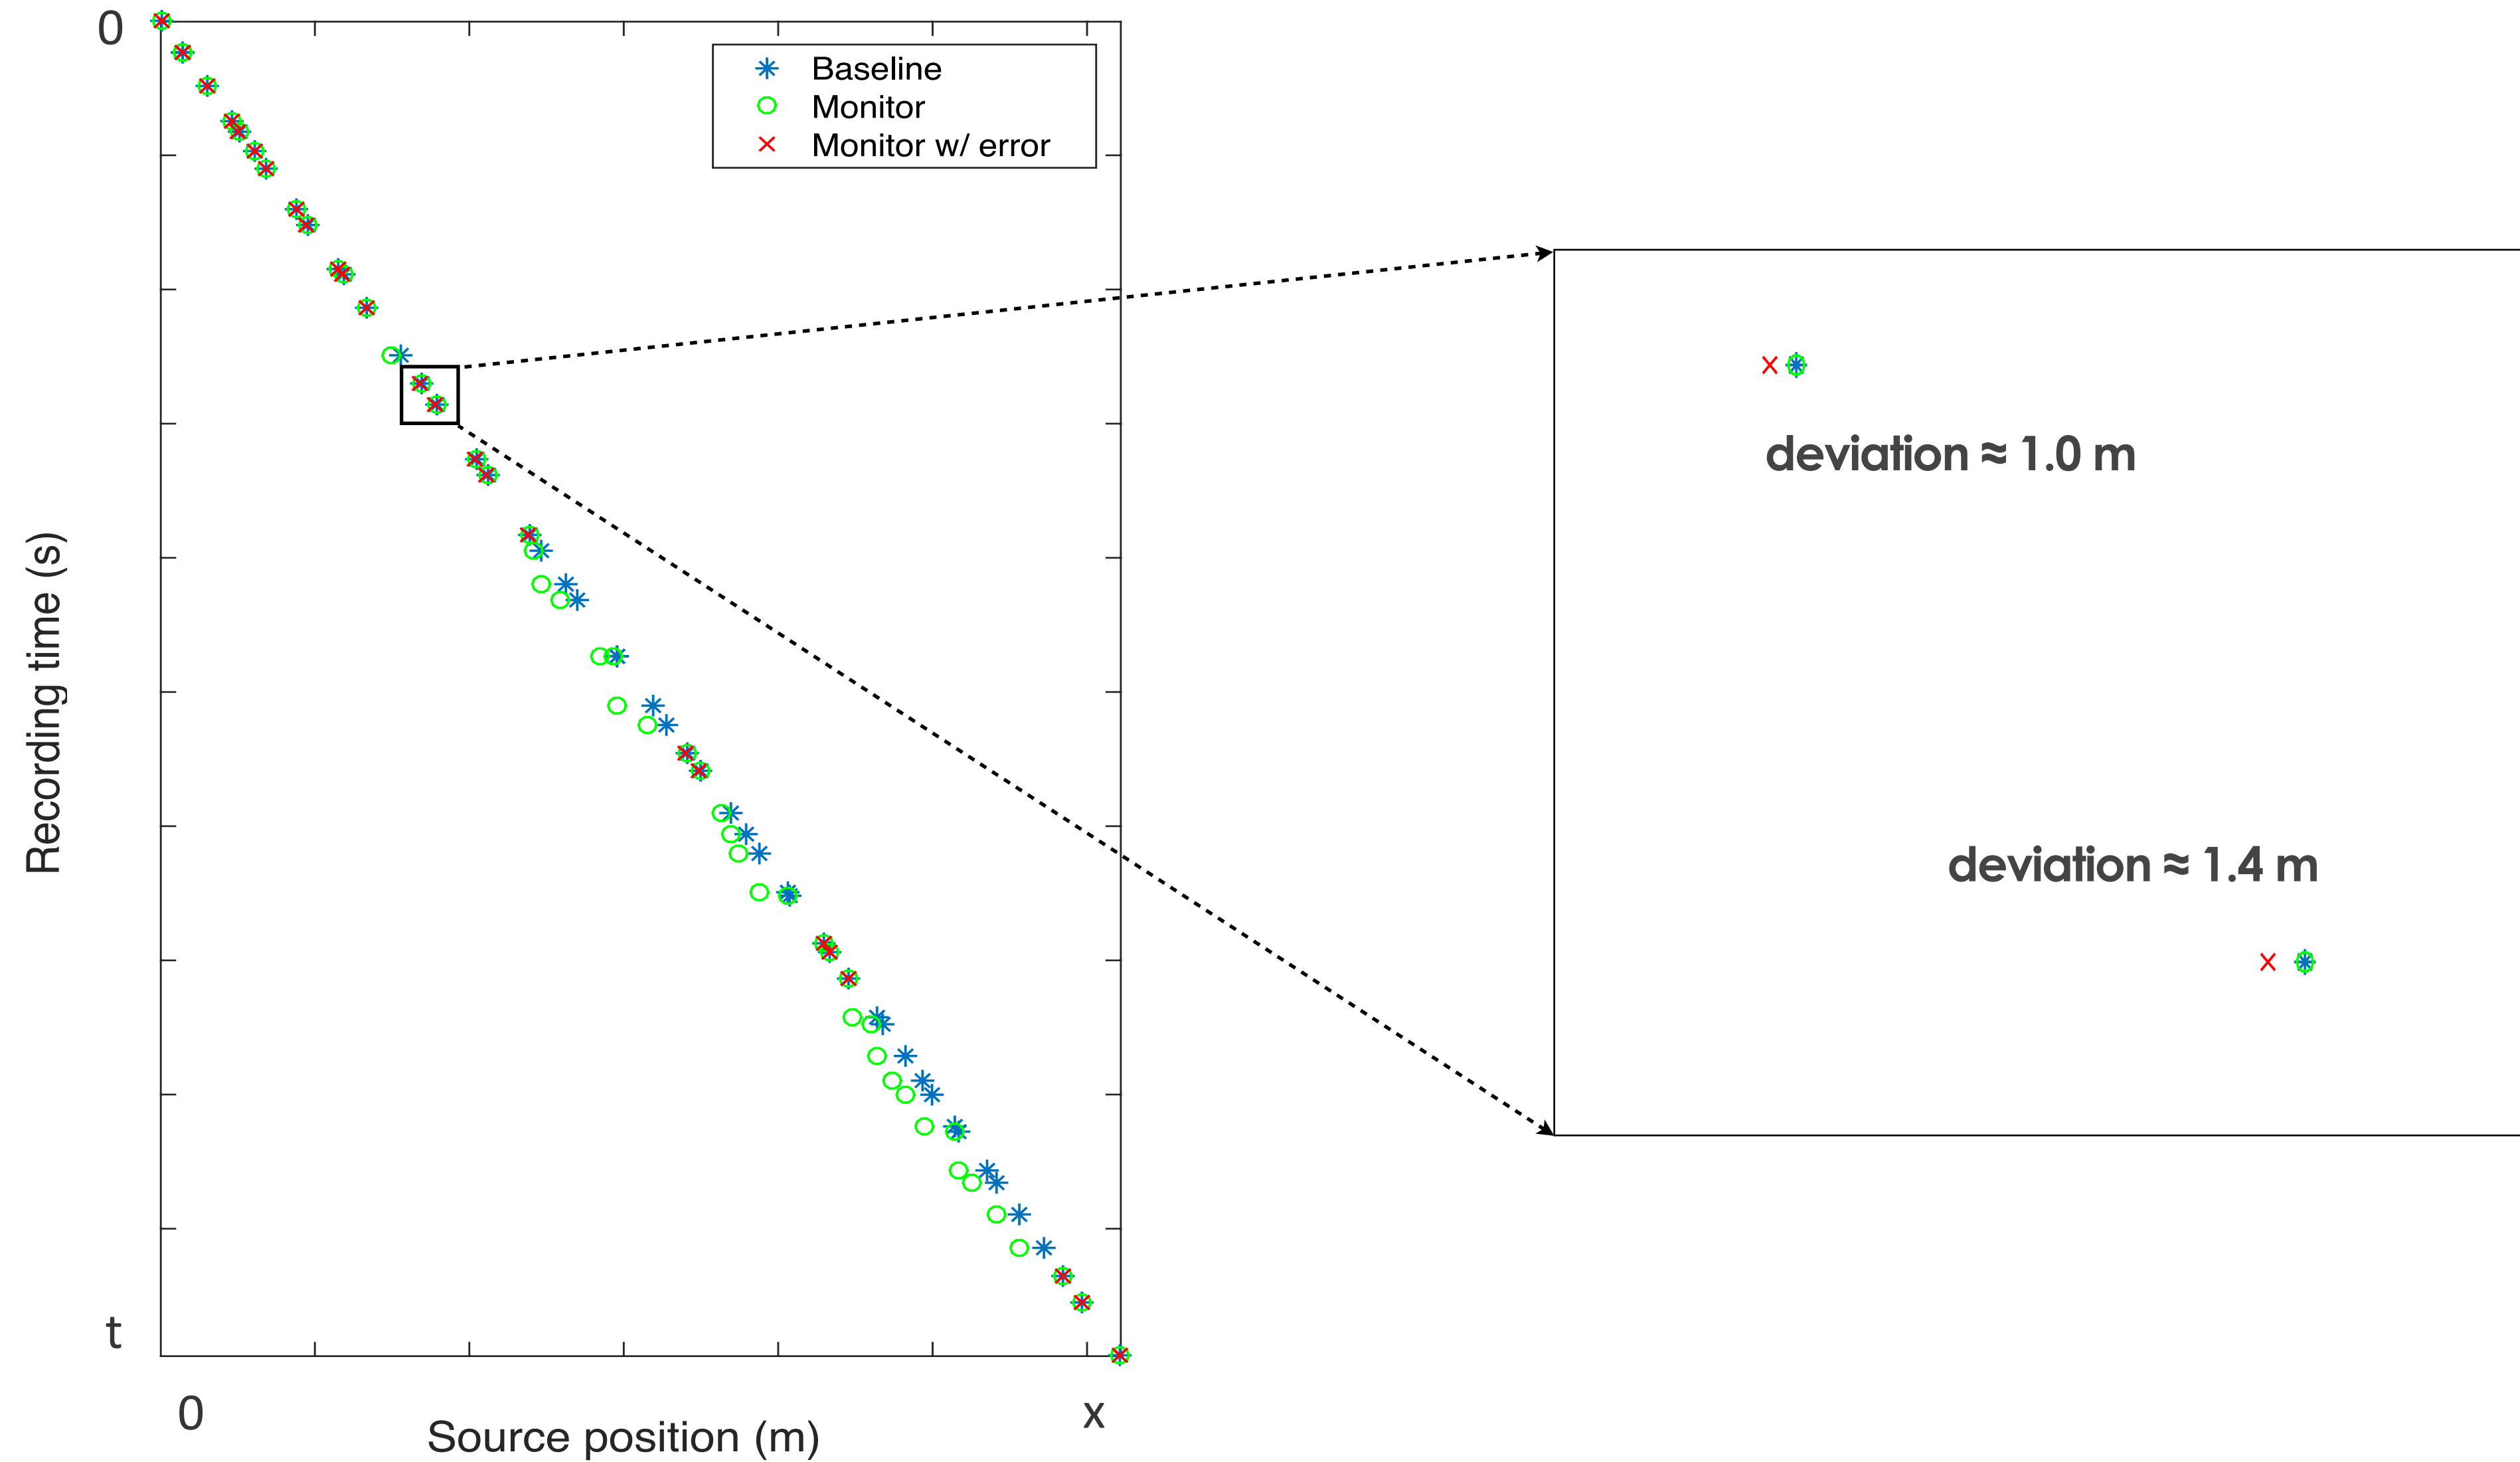 0
Baseline
Monitor
Monitor w/ error
deviation ≈ 1.0 m
Recording time (s)
deviation ≈ 1.4 m
t
0
x
Source position (m)